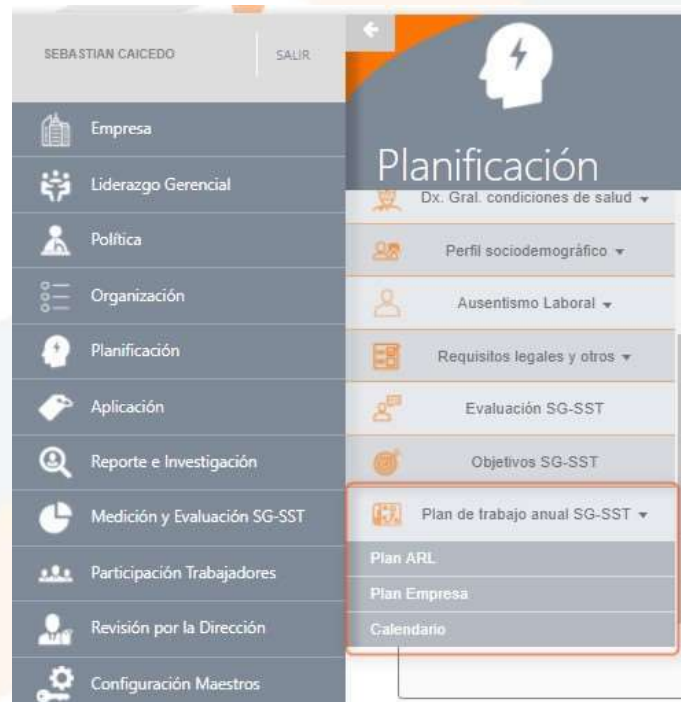 SEBASTIAN CAICEDO
SALIR
Empresa
Liderazgo Gerencial
Política
Organización
Planificación
Aplicación
Reporte e Investigación
Medición y Evaluación SG-SST
Participación Trabajadores
Revisión por la Dirección
Configuración Maestros
Planificación
Dx. Gral. condiciones de salud
Perfil sociodemográfico
Ausentismo Laboral
Requisitos legales y otros
Evaluación SG-SST
Objetivos SG-SST
Plan de trabajo anual SG-SST
Plan ARL
Plan Empresa
Calendario